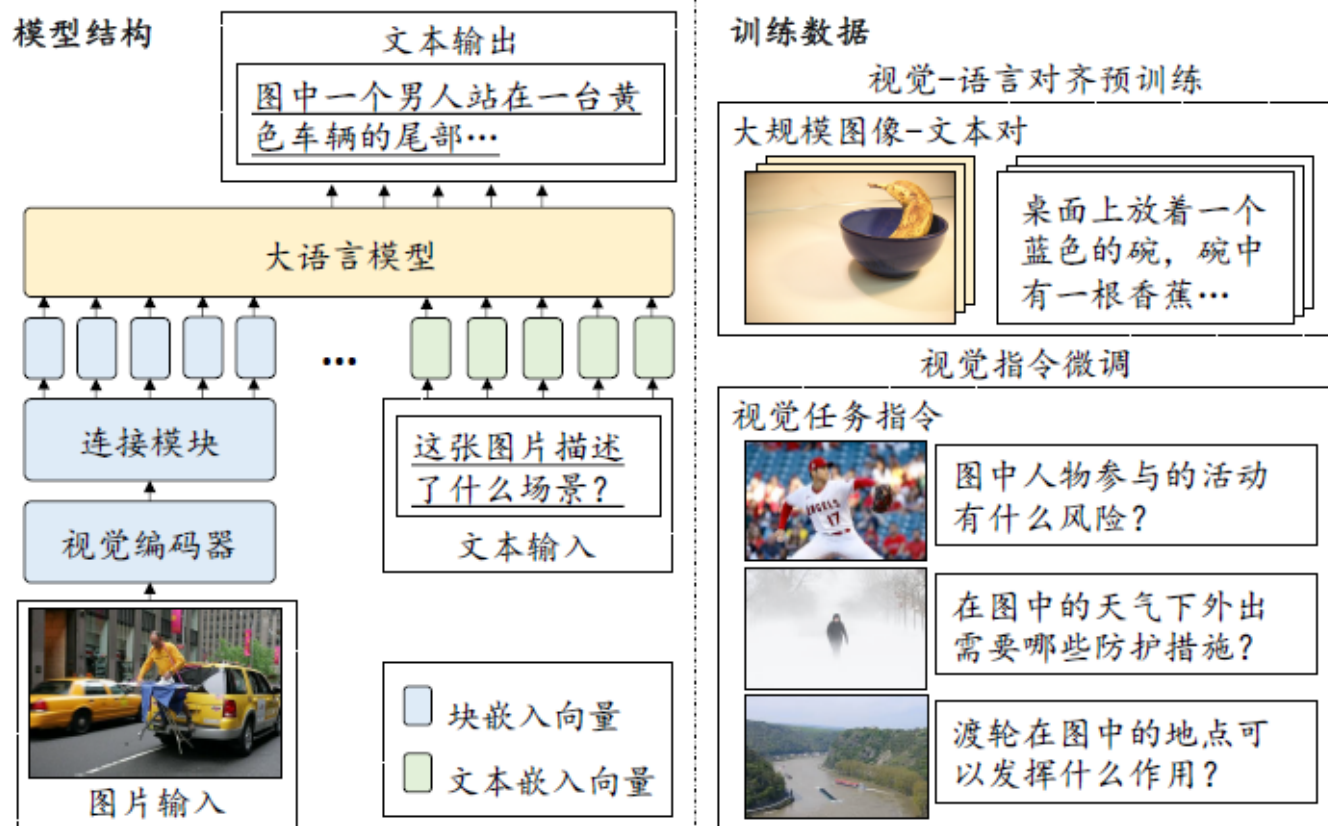 模型结构
文本输出
图中一个男人站在一台黄
色车辆的尾部…
大语言模型
…
连接模块
视觉编码器
这张图片描述
了什么场景？
文本输入
图片输入
块嵌入向量
文本嵌入向量
训练数据
视觉-语言对齐预训练
大规模图像-文本对
桌面上放着一个
蓝色的碗，碗中
有一根香蕉…
视觉指令微调
视觉任务指令
ANGELS
17
图中人物参与的活动
有什么风险？
在图中的天气下外出
需要哪些防护措施？
渡轮在图中的地点可
以发挥什么作用？